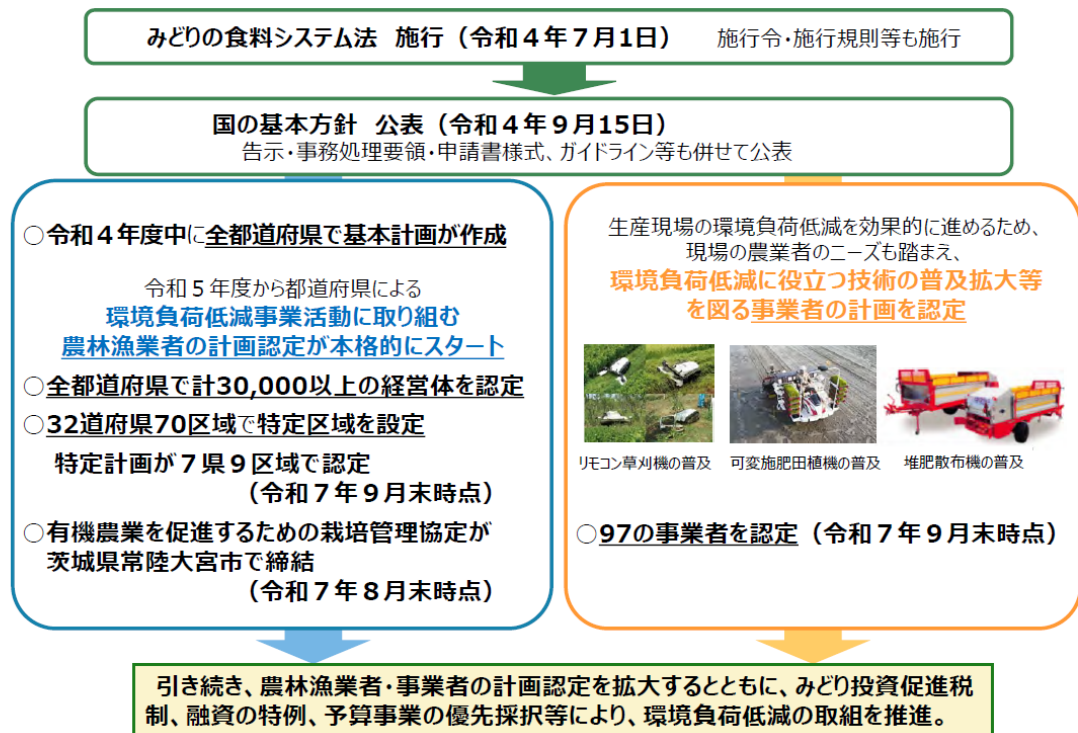 みどりの食料システム法 施行（令和４年７月１日） 施行令・施行規則等も施行
国の基本方針 公表（令和４年９月15日）
告示・事務処理要領・申請書様式、ガイドライン等も併せて公表
○令和４年度中に全都道府県で基本計画が作成
令和５年度から都道府県による
環境負荷低減事業活動に取り組む
農林漁業者の計画認定が本格的にスタート
○全都道府県で計30,000以上の経営体を認定
○32道府県70区域で特定区域を設定
特定計画が７県９区域で認定
（令和７年９月末時点）
○有機農業を促進するための栽培管理協定が
茨城県常陸大宮市で締結
（令和７年８月末時点）
生産現場の環境負荷低減を効果的に進めるため、
現場の農業者のニーズも踏まえ、
環境負荷低減に役立つ技術の普及拡大等
を図る事業者の計画を認定
リモコン草刈機の普及 可変施肥田植機の普及 堆肥散布機の普及
○97の事業者を認定（令和７年９月末時点）
引き続き、農林漁業者・事業者の計画認定を拡大するとともに、みどり投資促進税
制、融資の特例、予算事業の優先採択等により、環境負荷低減の取組を推進。